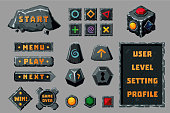 START
MENU
PLAY
NEXT
WIN!
GAME
OVER
USER
LEVEL
SETTING
PROFILE